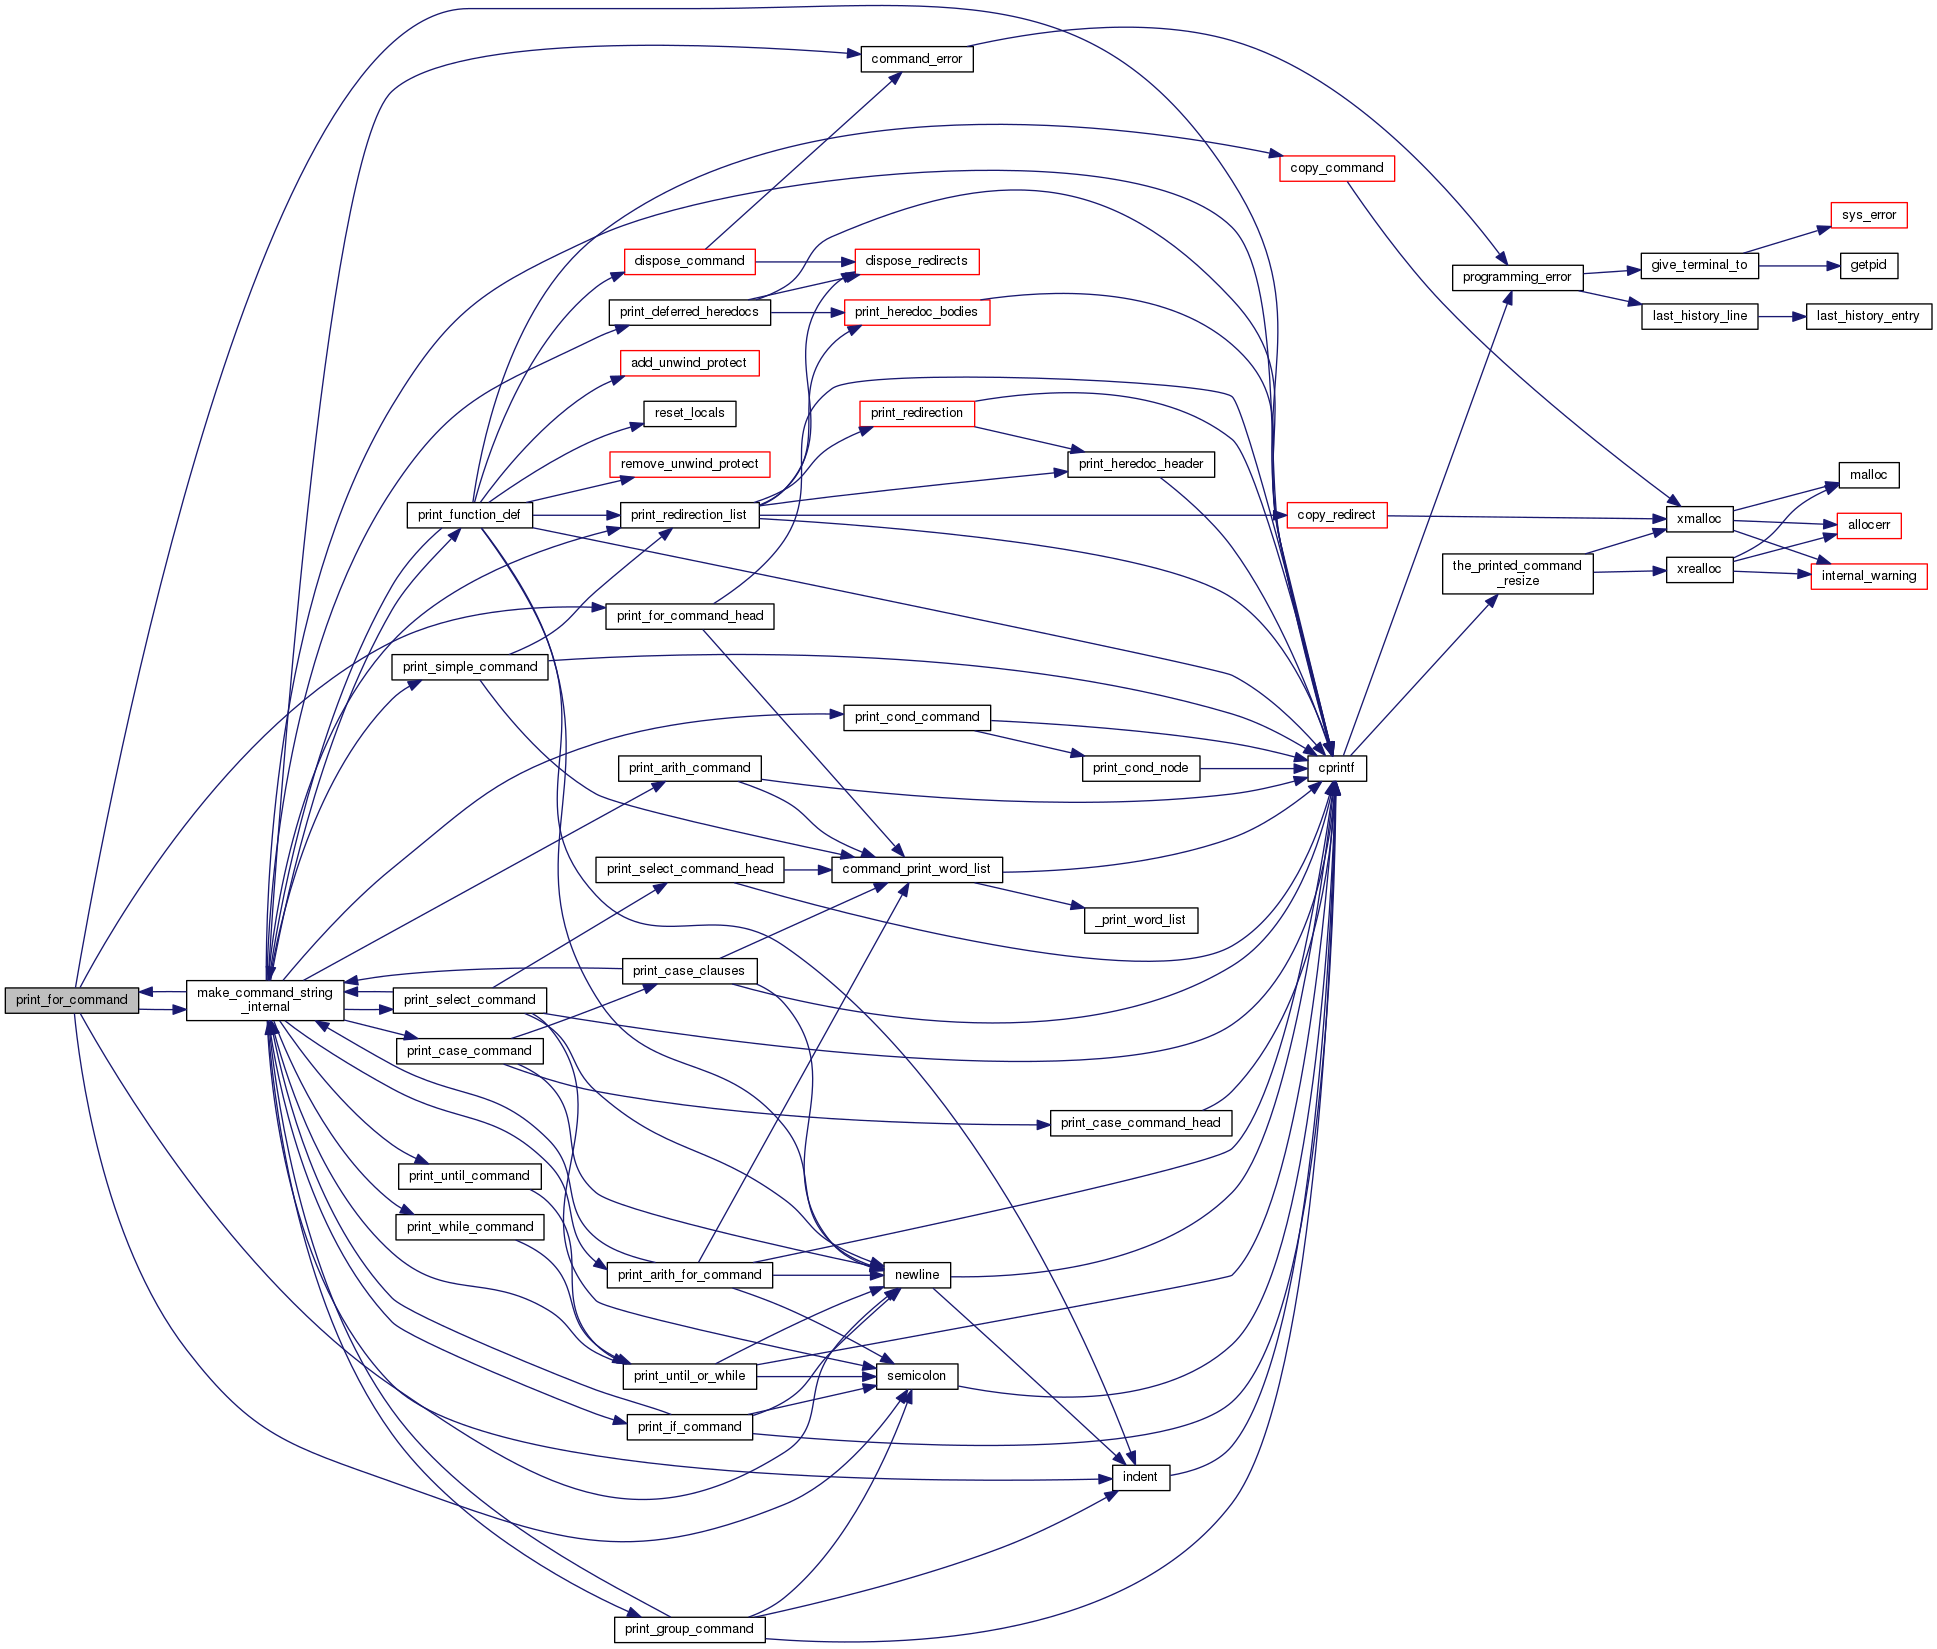 command_error
copy_command
sys_error
dispose_command
dispose_redirects
programming_error
give_terminal_to
getpid
print_deferred_heredocs
print_heredoc_bodies
last_history_line
last_history_entry
add_unwind_protect
reset_locals
print_redirection
remove_unwind_protect
print_heredoc_header
malloc
print_function_def
print_redirection_list
copy_redirect
xmalloc
allocerr
the_printed_command
_resize
xrealloc
internal_warning
print_for_command_head
print_simple_command
print_cond_command
print_arith_command
print_cond_node
cprintf
print_select_command_head
command_print_word_list
_print_word_list
print_case_clauses
print_for_command
make_command_string
_internal
print_select_command
print_case_command
print_case_command_head
print_until_command
print_while_command
print_arith_for_command
newline
print_until_or_while
semicolon
print_if_command
indent
print_group_command